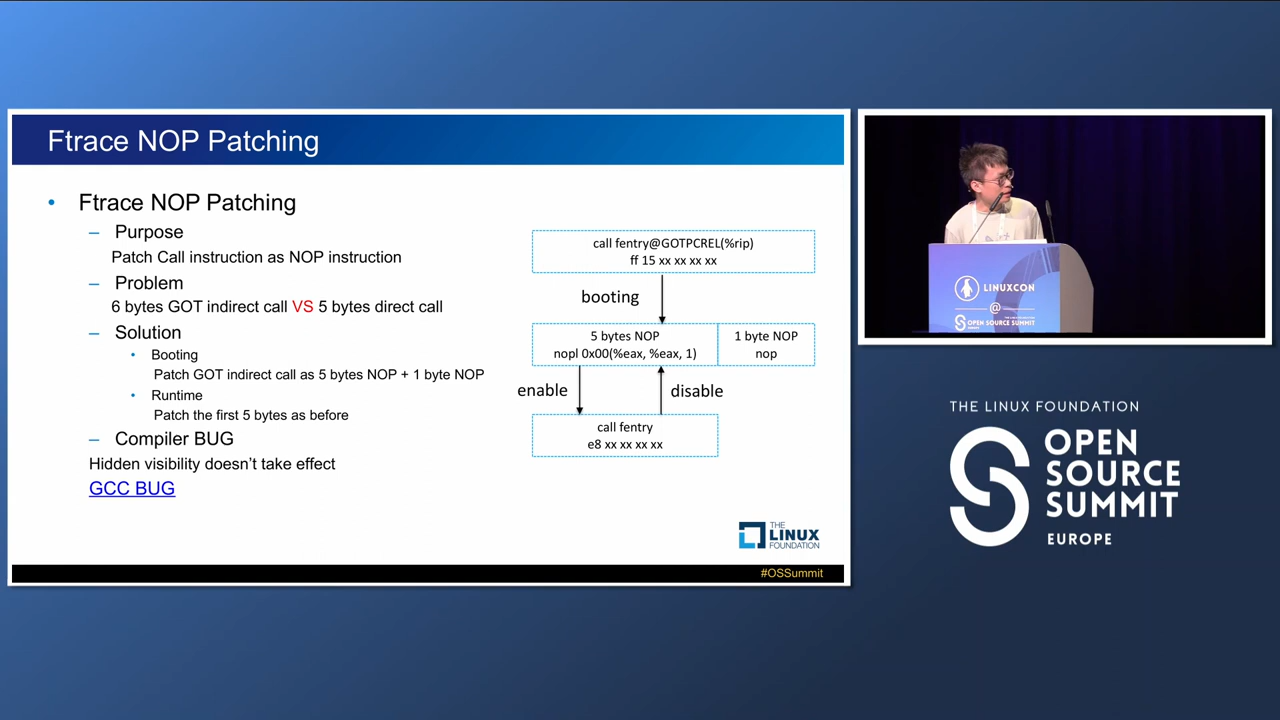 Ftrace NOP Patching
• Ftrace NOP Patching
– Purpose
Patch Call instruction as NOP instruction
– Problem
6 bytes GOT indirect call VS 5 bytes direct call
– Solution
• Booting
Patch GOT indirect call as 5 bytes NOP + 1 byte NOP
• Runtime
Patch the first 5 bytes as before
– Compiler BUG
Hidden visibility doesn't take effect
GCC BUG
call fentry@GOTPCREL(%rip)
ff 15 xx xx xx xx
booting
5 bytes NOP
nopl 0x00(%eax, %eax, 1)
1 byte NOP
nop
enable
disable
call fentry
e8 xx xx xx xx
THE
LINUX
FOUNDATION
#OSSummit
LINUXCON
@
OPEN SOURCE SUMMIT
THE LINUX FOUNDATION
OPEN
SOURCE
SUMMIT
EUROPE